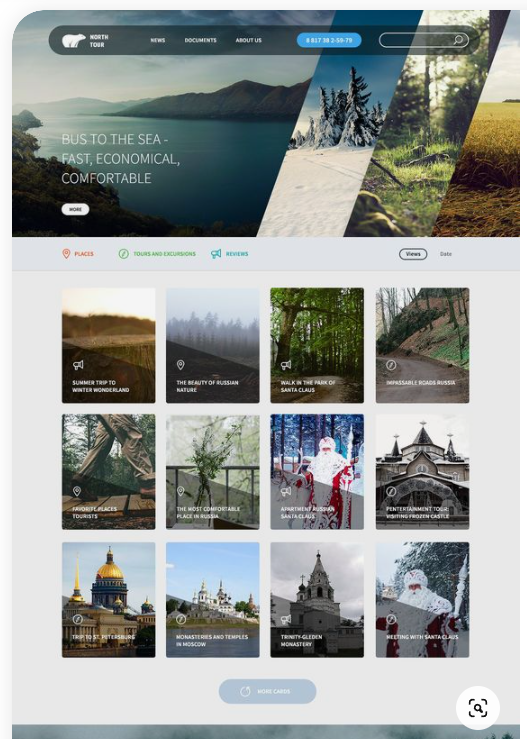 NORTH
TOUR
NEWS
DOCUMENTS
ABOUT US
8 817 38 2-59-79
BUS TO THE SEA -
FAST, ECONOMICAL,
COMFORTABLE
MORE
PLACES
TOURS AND EXCURSIONS
REVIEWS
Views
Date
SUMMER TRIP TO
WINTER WONDERLAND
THE BEAUTY OF RUSSIAN
NATURE
WALK IN THE PARK OF
SANTA CLAUS
IMPASSABLE ROADS RUSSIA
FAVORITE PLACES
TOURISTS
THE MOST COMFORTABLE
PLACE IN RUSSIA
APARTMENT RUSSIAN
SANTA CLAUS
PENTERTAINMENT TOUR:
VISITING FROZEN CASTLE
TRIP TO ST. PETERSBURG
MONASTERIES AND TEMPLES
IN MOSCOW
TRINITY-GLEDEN
MONASTERY
MEETING WITH SANTA CLAUS
MORE CARDS